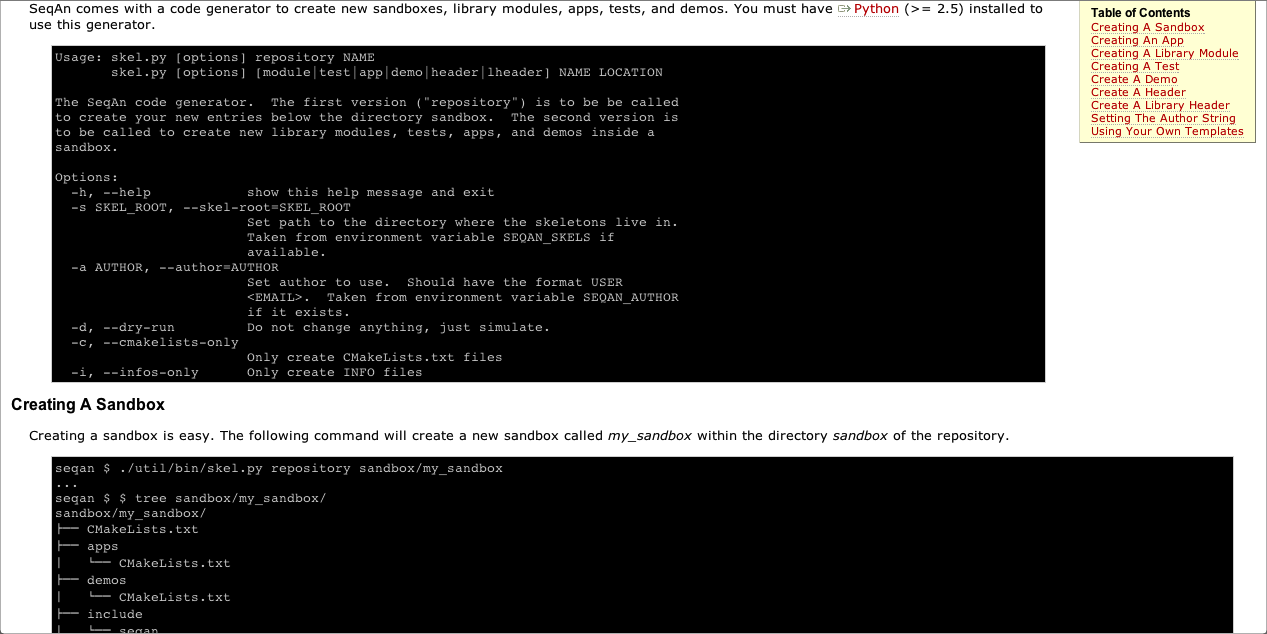 SeqAn comes with a code generator to create new sandboxes, library modules, apps, tests, and demos. You must have Python (>= 2.5) installed to
use this generator.
Usage: skel.py [options] repository NAME
       skel.py [options] [module|test|app|demo|header|lheader] NAME LOCATION
The SeqAn code generator.  The first version ("repository") is to be be called
to create your new entries below the directory sandbox.  The second version is
to be called to create new library modules, tests, apps, and demos inside a
sandbox.
Options:
  -h, --help            show this help message and exit
  -s SKEL_ROOT, --skel-root=SKEL_ROOT
                        Set path to the directory where the skeletons live in.
                        Taken from environment variable SEQAN_SKELS if
                        available.
  -a AUTHOR, --author=AUTHOR
                        Set author to use.  Should have the format USER
                        <EMAIL>.  Taken from environment variable SEQAN_AUTHOR
                        if it exists.
  -d, --dry-run         Do not change anything, just simulate.
  -c, --cmakelists-only
                        Only create CMakeLists.txt files
  -i, --infos-only      Only create INFO files
Creating A Sandbox
Creating a sandbox is easy. The following command will create a new sandbox called my_sandbox within the directory sandbox of the repository.
seqan $ ./util/bin/skel.py repository sandbox/my_sandbox
...
seqan $ $ tree sandbox/my_sandbox/
sandbox/my_sandbox/
├── CMakeLists.txt
├── apps
│   └── CMakeLists.txt
├── demos
│   └── CMakeLists.txt
├── include
│   └── seqan
Table of Contents
Creating A Sandbox
Creating An App
Creating A Library Module
Creating A Test
Create A Demo
Create A Header
Create A Library Header
Setting The Author String
Using Your Own Templates